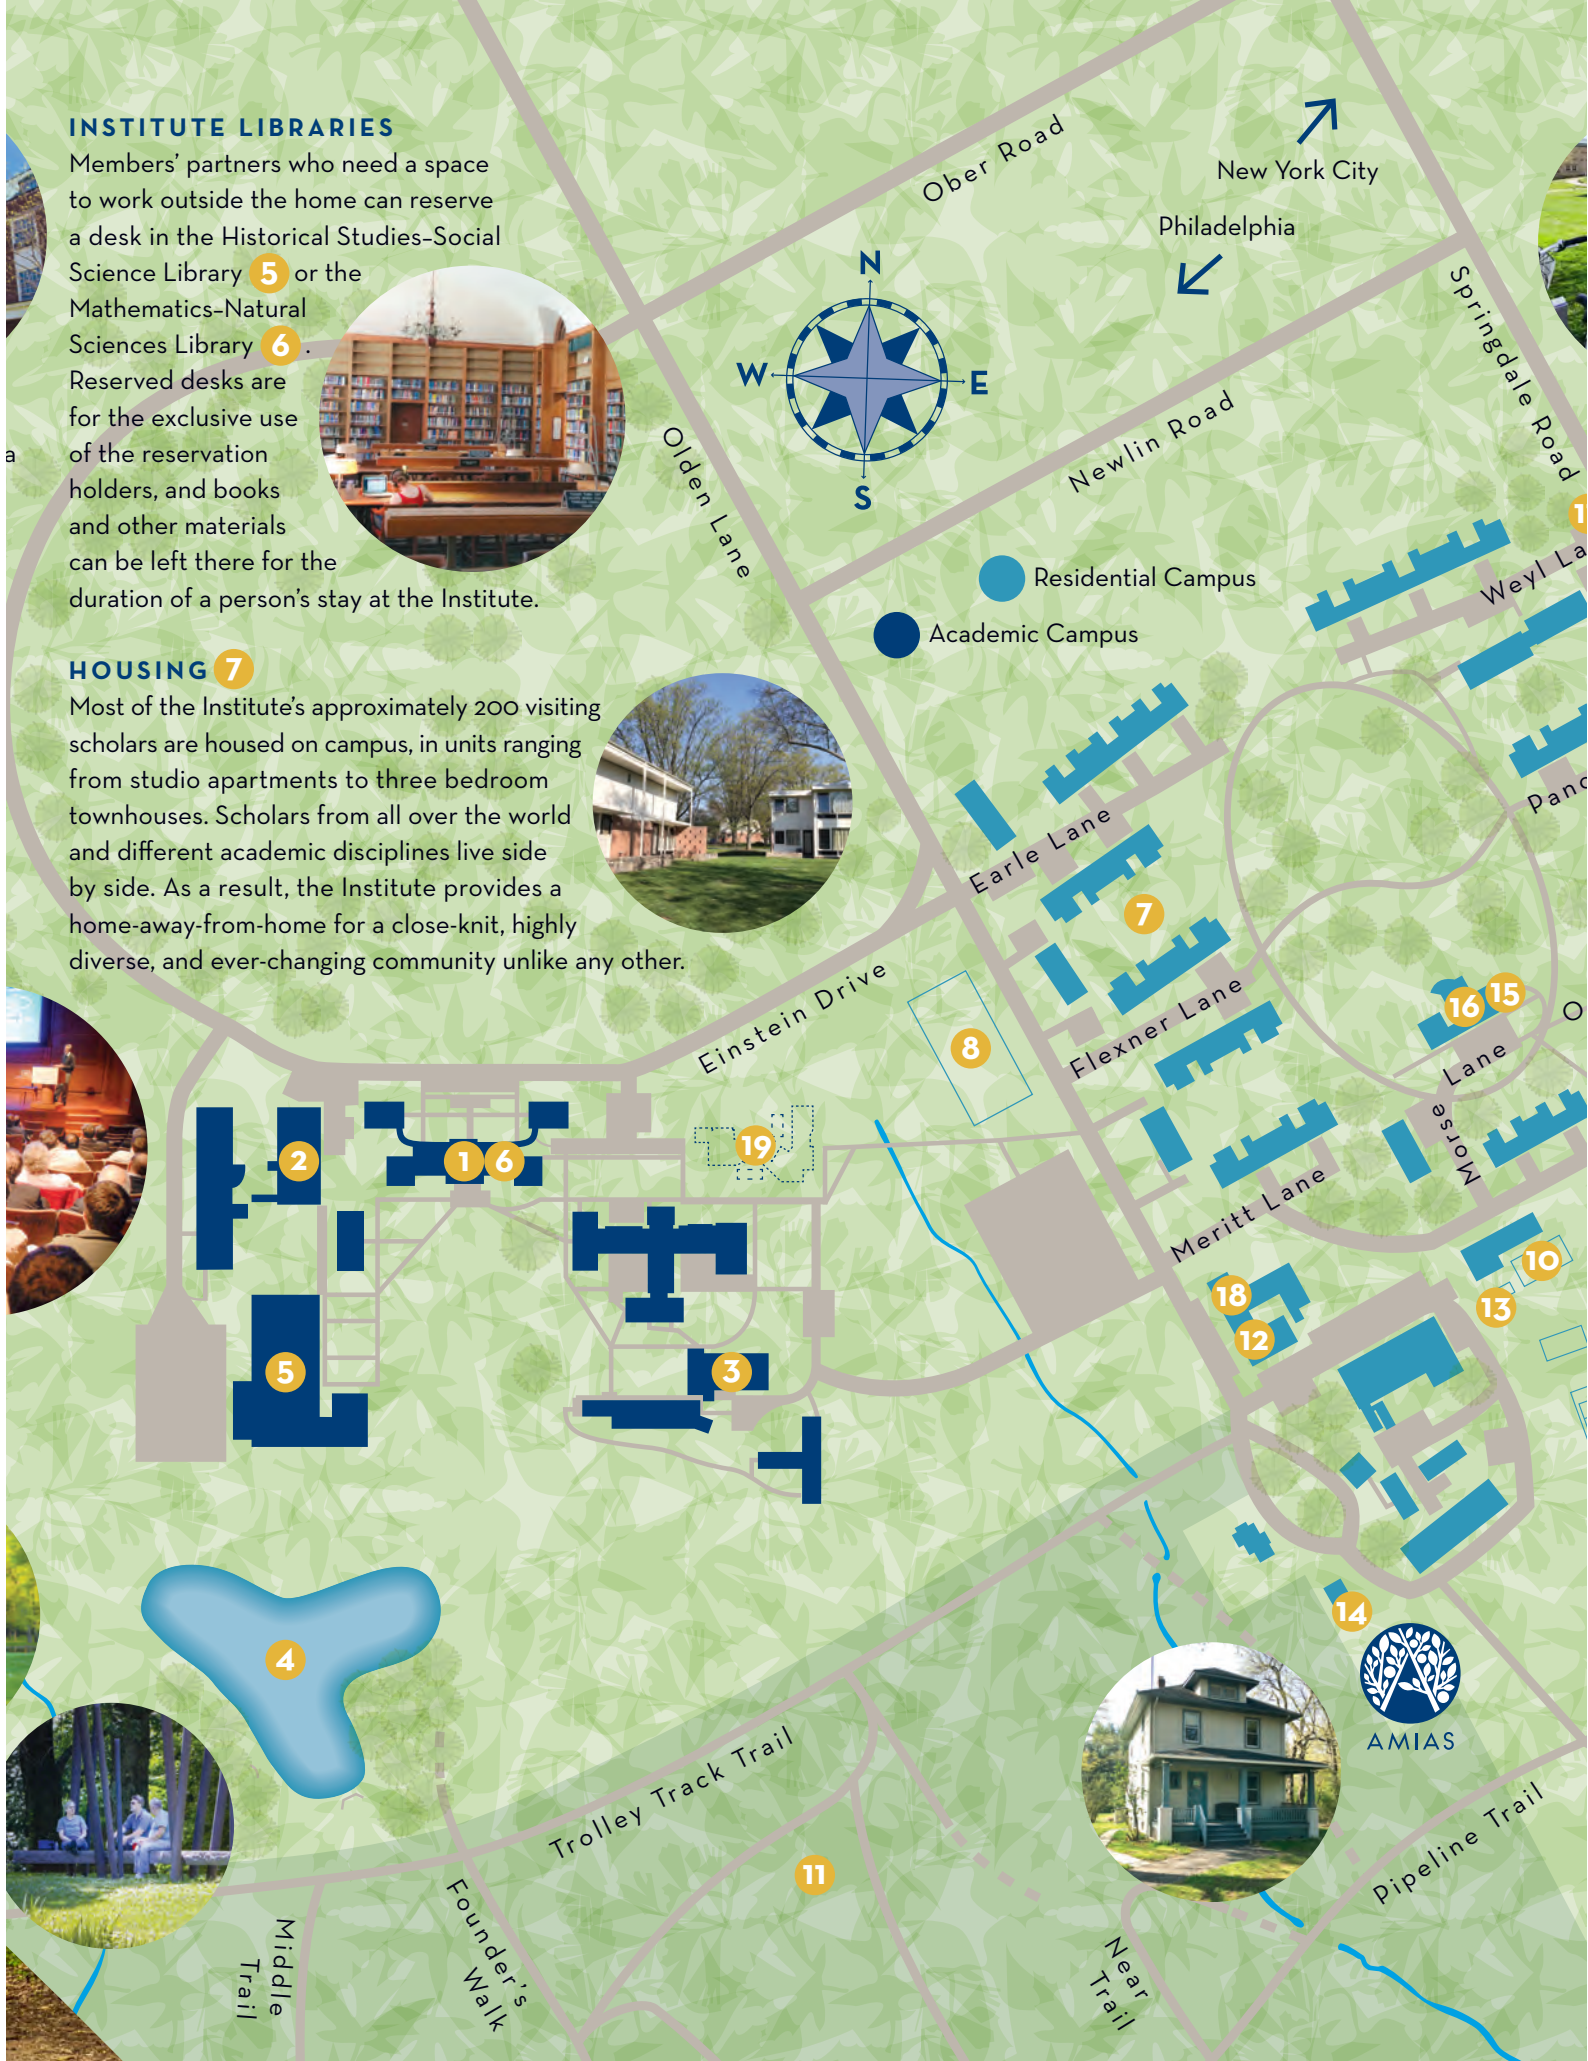 INSTITUTE LIBRARIES
Members’ partners who need a space
to work outside the home can reserve
a desk in the Historical Studies–Social
Science Library 5 or the
Mathematics–Natural
Sciences Library 6 .
Reserved desks are
for the exclusive use
of the reservation
holders, and books
and other materials
can be left there for the
duration of a person’s stay at the Institute.
HOUSING 7
Most of the Institute’s approximately 200 visiting
scholars are housed on campus, in units ranging
from studio apartments to three bedroom
townhouses. Scholars from all over the world
and different academic disciplines live side
by side. As a result, the Institute provides a
home-away-from-home for a close-knit, highly
diverse, and ever-changing community unlike any other.
Ober Road
New York City
Philadelphia
N
W
E
S
Springdale Road
Newlin Road
Olden Lane
Residential Campus
Academic Campus
Weyl La
Panc
Earle Lane
7
Einstein Drive
8
Flexner Lane
16
15
O
Lane
Morse
2
1
6
19
Meritt Lane
18
12
10
13
5
3
14
AMIAS
4
Trolley Track Trail
11
Pipeline Trail
Middle
Trail
Founder’s
Walk
Near
Trail